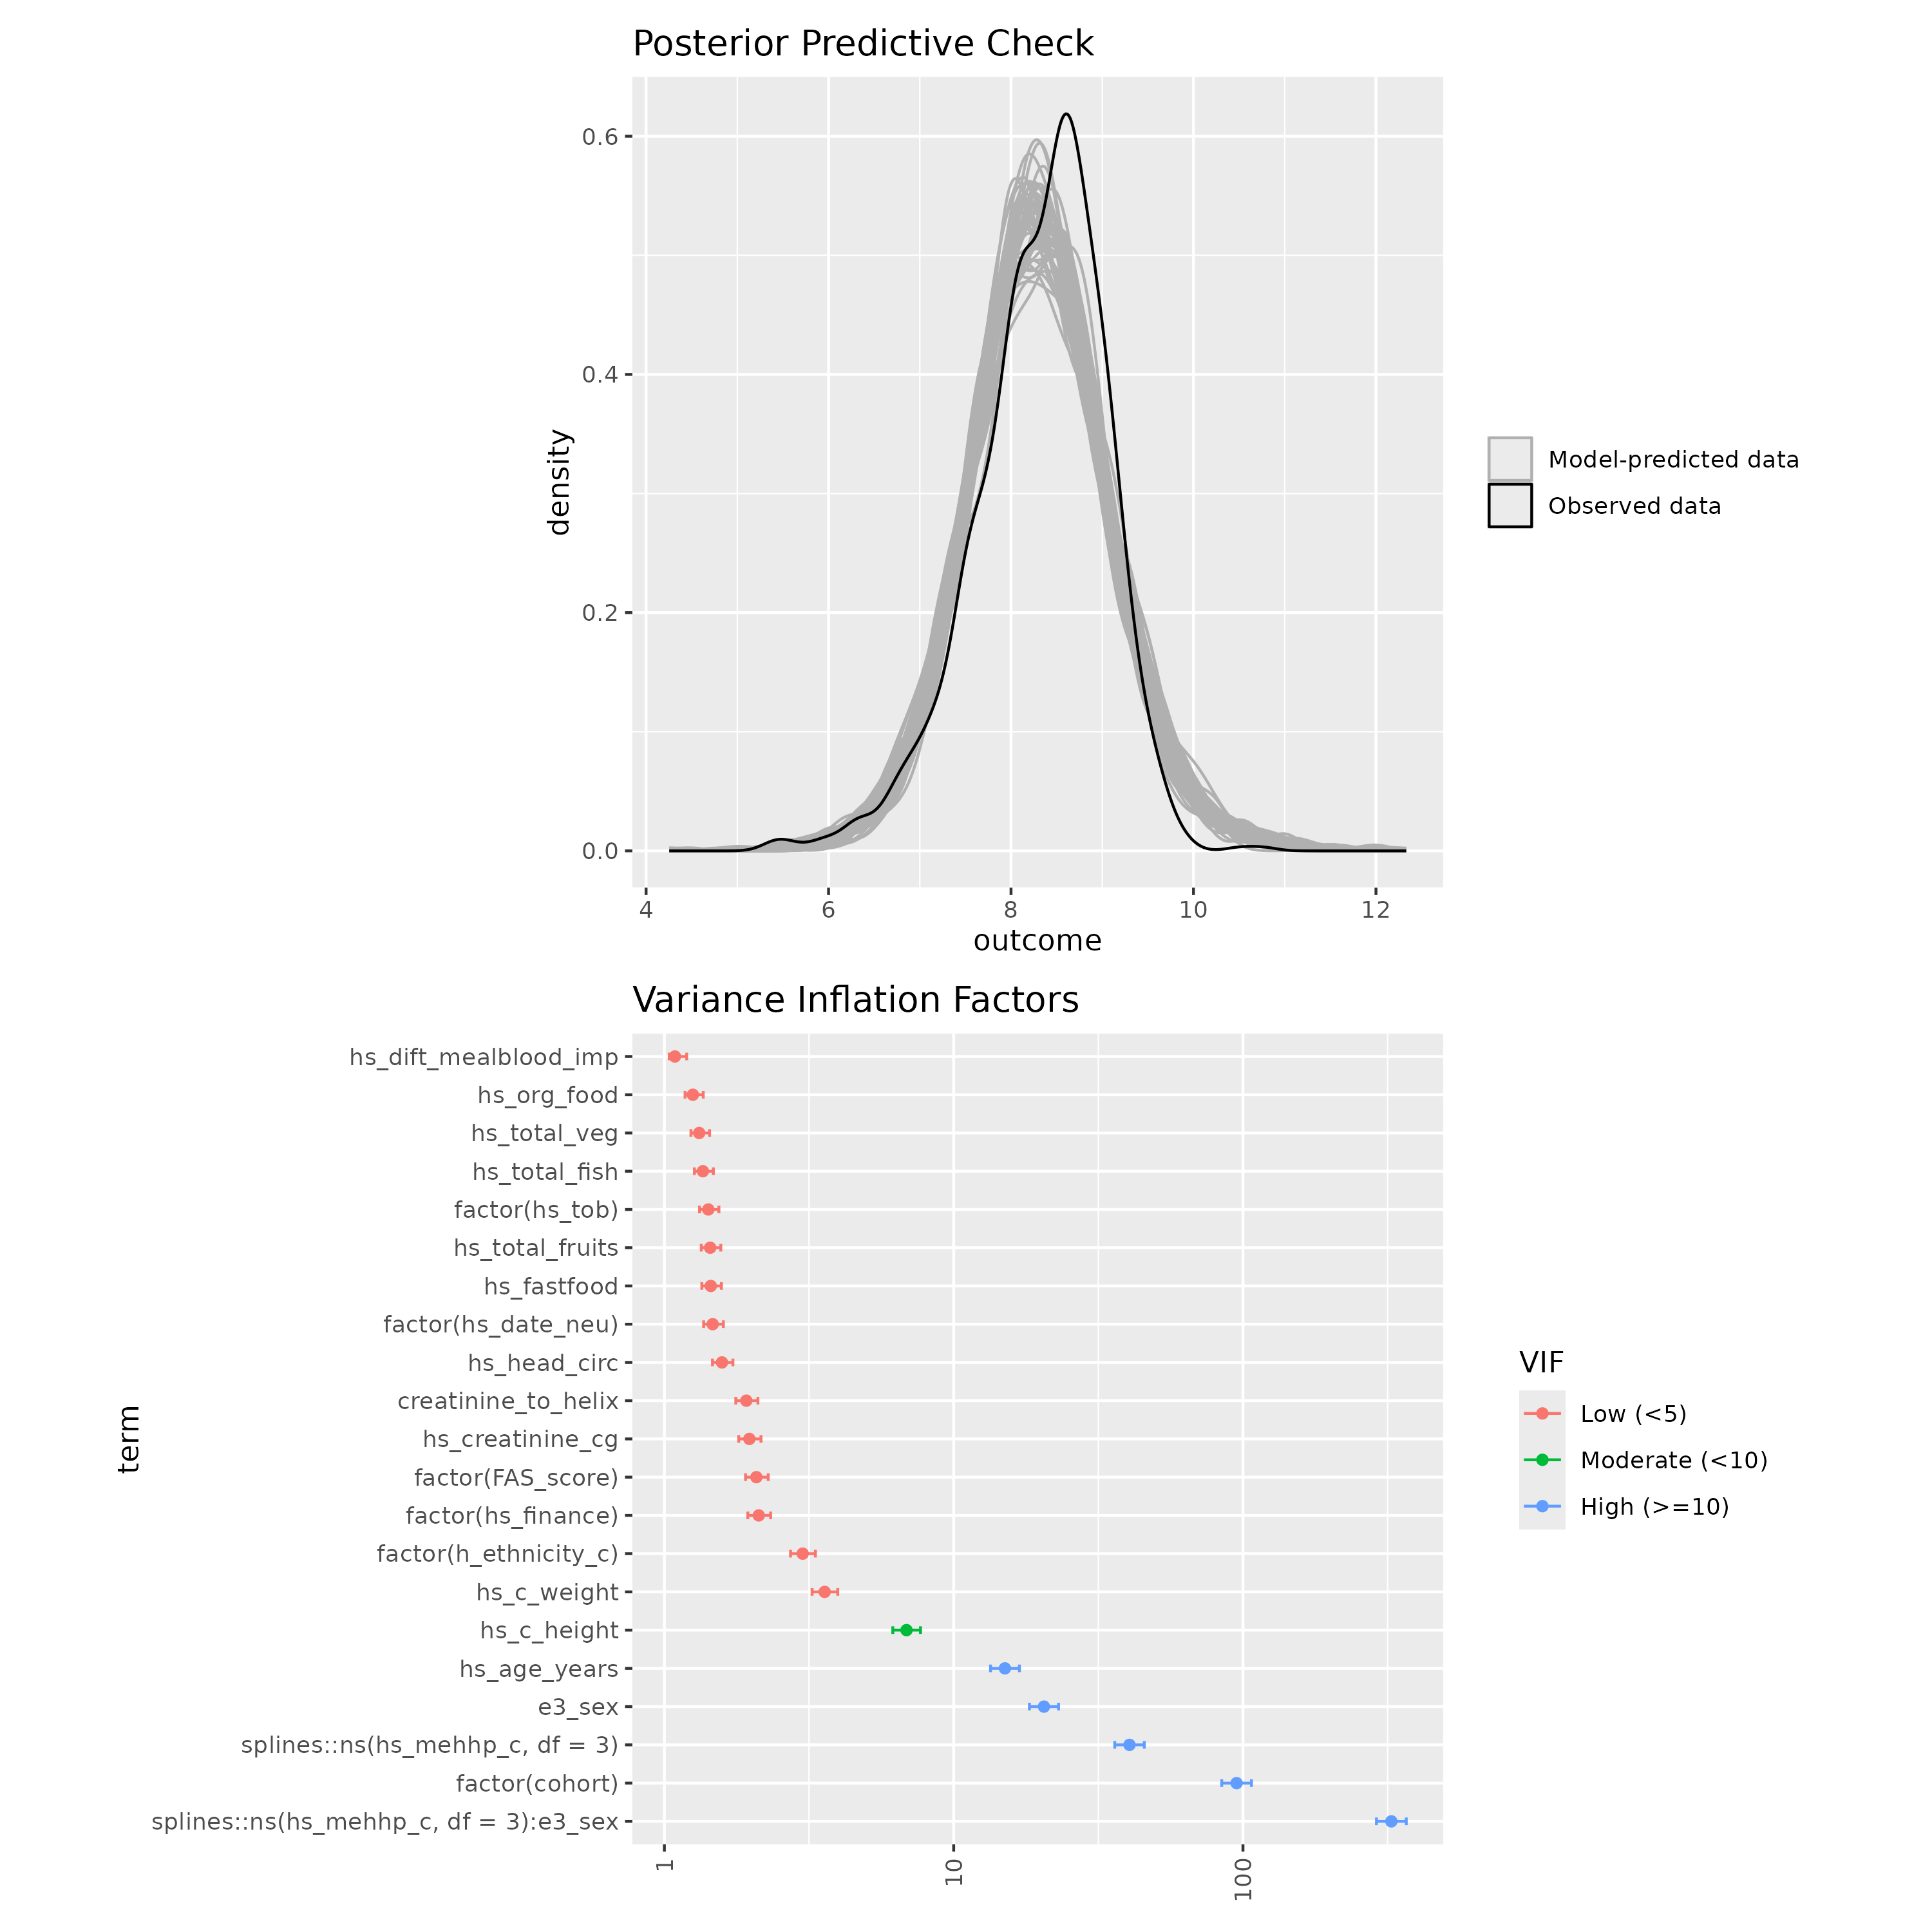 Posterior Predictive Check
0.6
0.4
0.2
0.0
density
4 6 8 10 12
outcome
Model-predicted data
Observed data
Variance Inflation Factors
hs_dift_mealblood_imp
hs_org_food
hs_total_veg
hs_total_fish
factor(hs_tob)
hs_total_fruits
hs_fastfood
factor(hs_date_neu)
hs_head_circ
creatinine_to_helix
hs_creatinine_cg
factor(FAS_score)
factor(hs_finance)
factor(h_ethnicity_c)
hs_c_weight
hs_c_height
hs_age_years
e3_sex
splines::ns(hs_mehhp_c, df = 3)
factor(cohort)
splines::ns(hs_mehhp_c, df = 3):e3_sex
term
1 10 100
VIF
Low (<5)
Moderate (<10)
High (>=10)